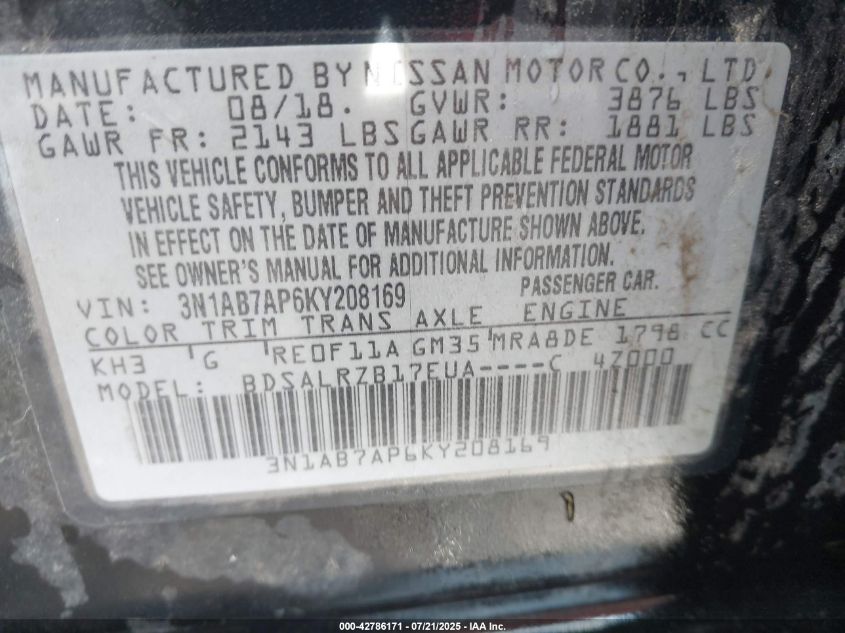 MANUFACTURED BY NISSAN MOTOR CO., LTD
DATE: 08/18. GVWR: 3876 LBS
GAWR FR: 2143 LBS GAWR RR: 1881 LBS
THIS VEHICLE CONFORMS TO ALL APPLICABLE FEDERAL MOTOR
VEHICLE SAFETY, BUMPER AND THEFT PREVENTION STANDARDS
IN EFFECT ON THE DATE OF MANUFACTURE SHOWN ABOVE.
SEE OWNER'S MANUAL FOR ADDITIONAL INFORMATION.
VIN: 3N1AB7AP6KY208169 PASSENGER CAR.
COLOR TRIM TRANS AXLE ENGINE
KH3 G RE0F11A GM35 MRA8DE 1798 CC
MODEL: BDSALRZB17EUA----C 4Z000
3N1AB7AP6KY208169
000-42786171 - 07/21/2025 - IAA Inc.